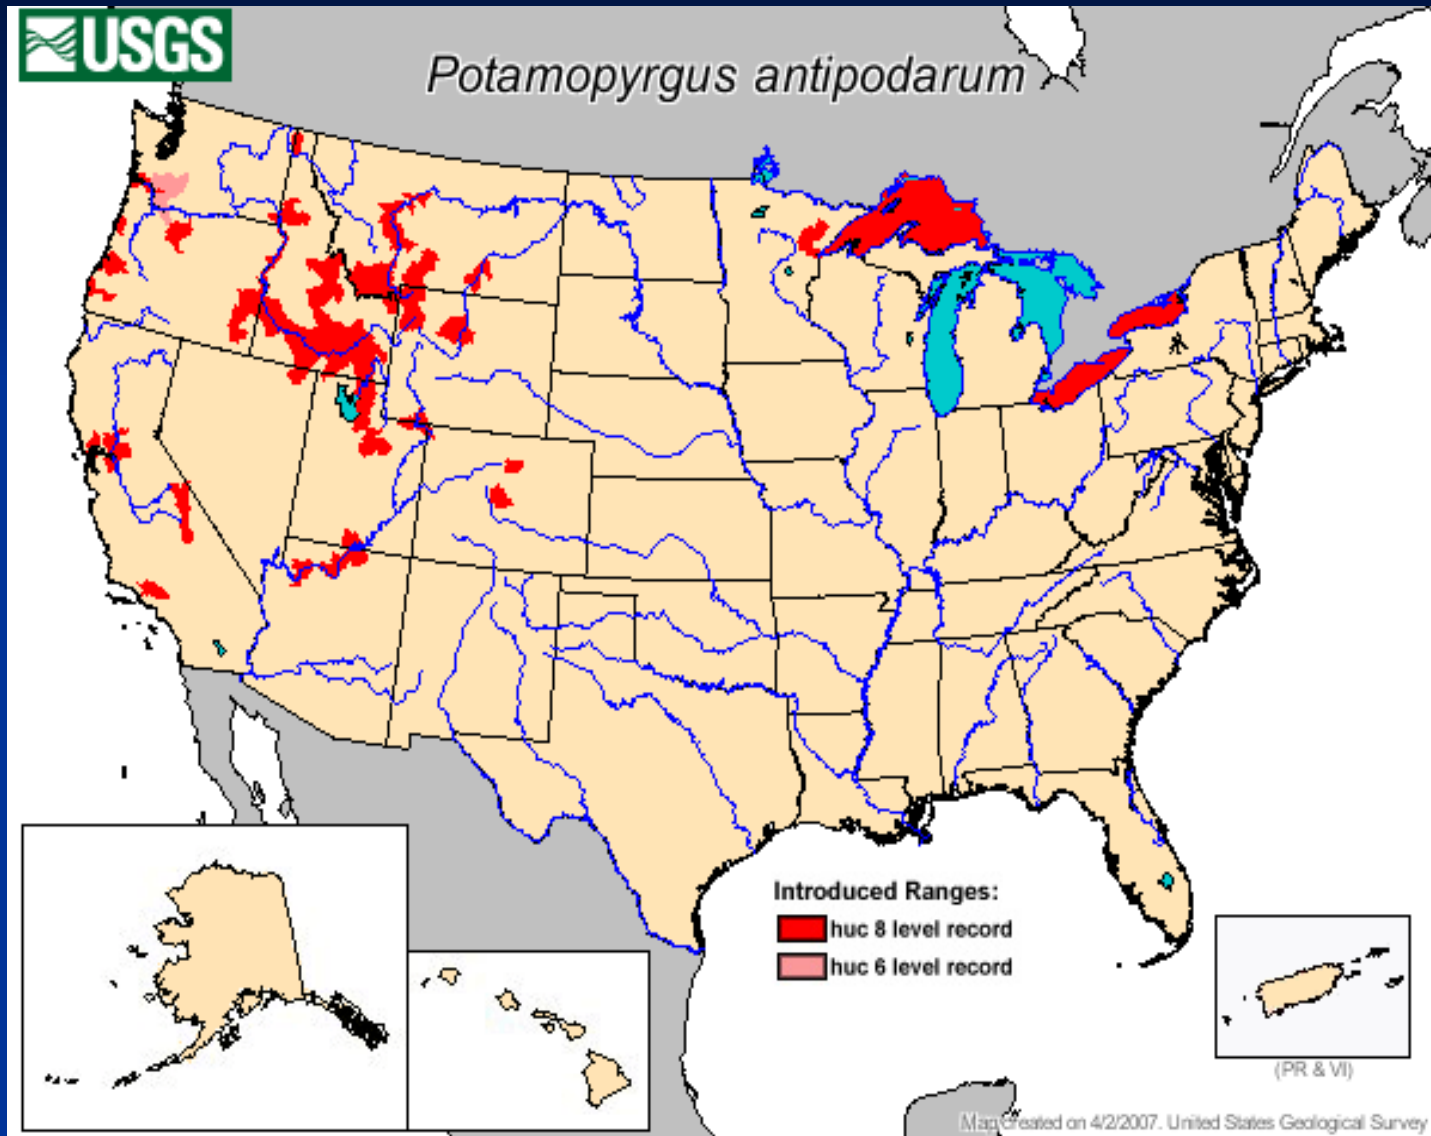 USGS
Potamopyrgus antipodarum
Introduced Ranges:
huc 8 level record
huc 6 level record
(PR & VI)
Map created on 4/2/2007. United States Geological Survey